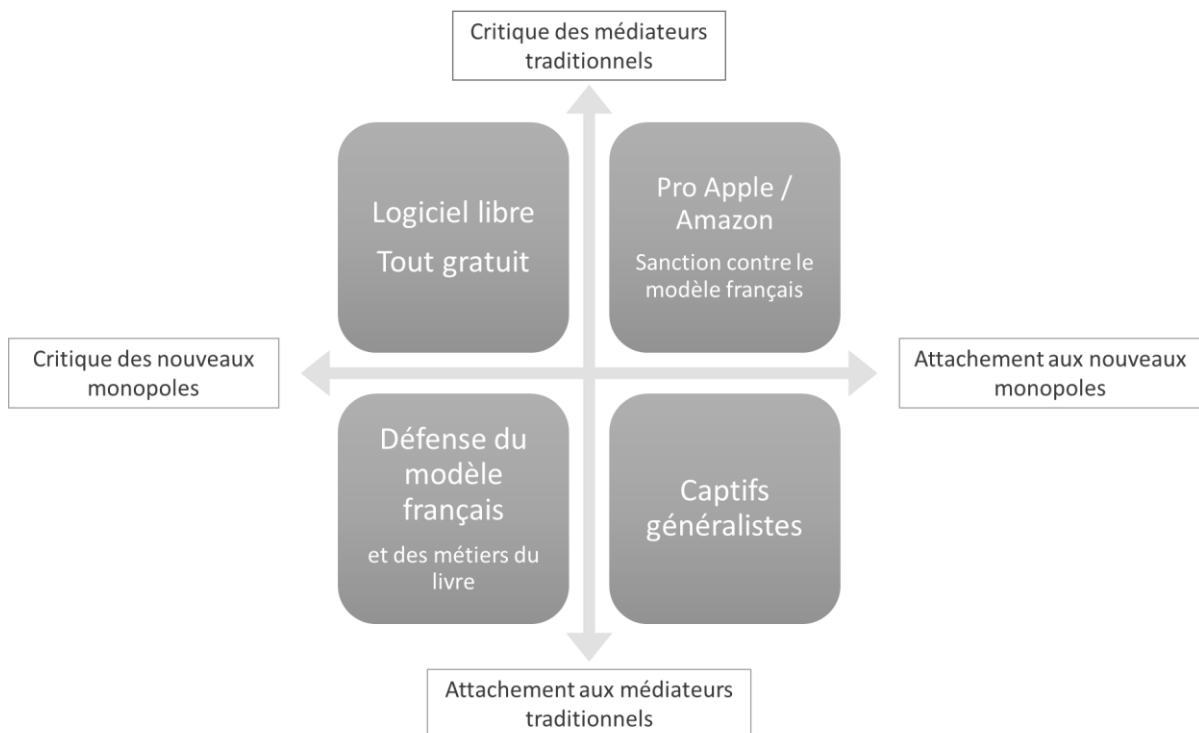 Critique des médiateurs
traditionnels
Logiciel libre
Tout gratuit
Pro Apple /
Amazon
Sanction contre le
modèle français
Critique des nouveaux
monopoles
Attachement aux nouveaux
monopoles
Défense du
modèle
français
et des métiers du
livre
Captifs
généralistes
Attachement aux médiateurs
traditionnels